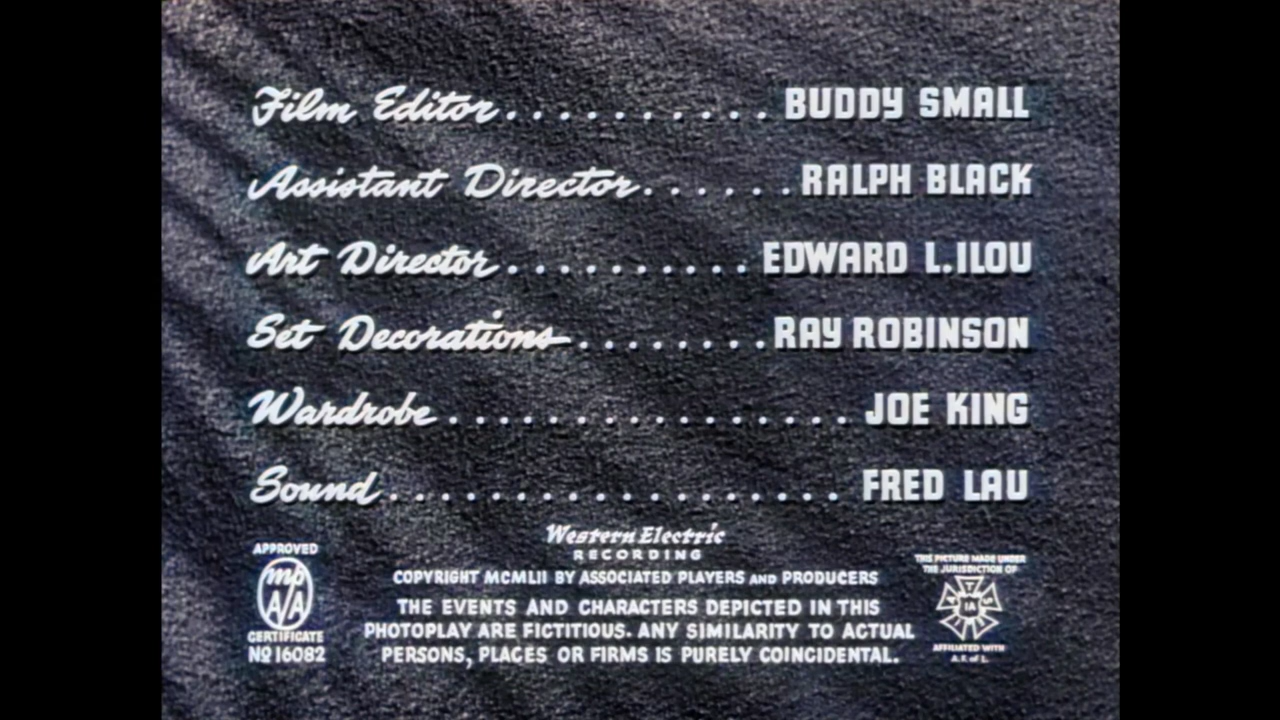 Film Editor.......... BUDDY SMALL
Assistant Director...... RALPH BLACK
Art Director.......... EDWARD L. ILOU
Set Decorations........ RAY ROBINSON
Wardrobe................. JOE KING
Sound................... FRED LAU
Western Electric
RECORDING
APPROVED
MPAA
CERTIFICATE
Nº 16082
COPYRIGHT MCMLII BY ASSOCIATED PLAYERS AND PRODUCERS
THE EVENTS AND CHARACTERS DEPICTED IN THIS
PHOTOPLAY ARE FICTITIOUS. ANY SIMILARITY TO ACTUAL
PERSONS, PLACES OR FIRMS IS PURELY COINCIDENTAL.
THIS PICTURE MADE UNDER
THE JURISDICTION OF
IATSE
AFFILIATED WITH
A.F. of L.